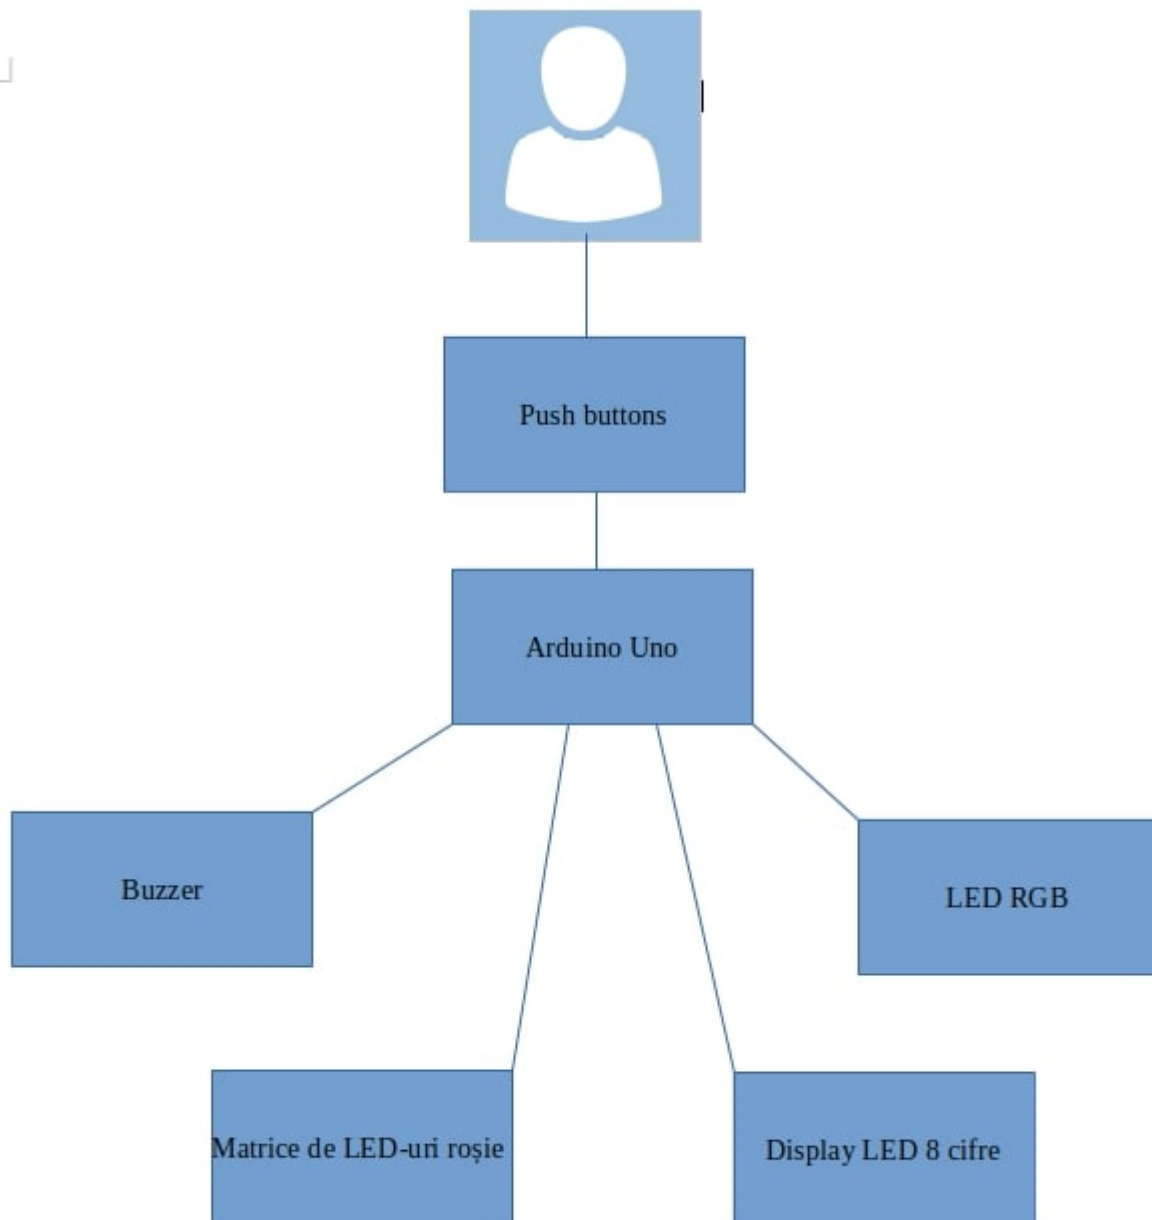 Push buttons
Arduino Uno
Buzzer
LED RGB
Matrice de LED-uri roșie
Display LED 8 cifre